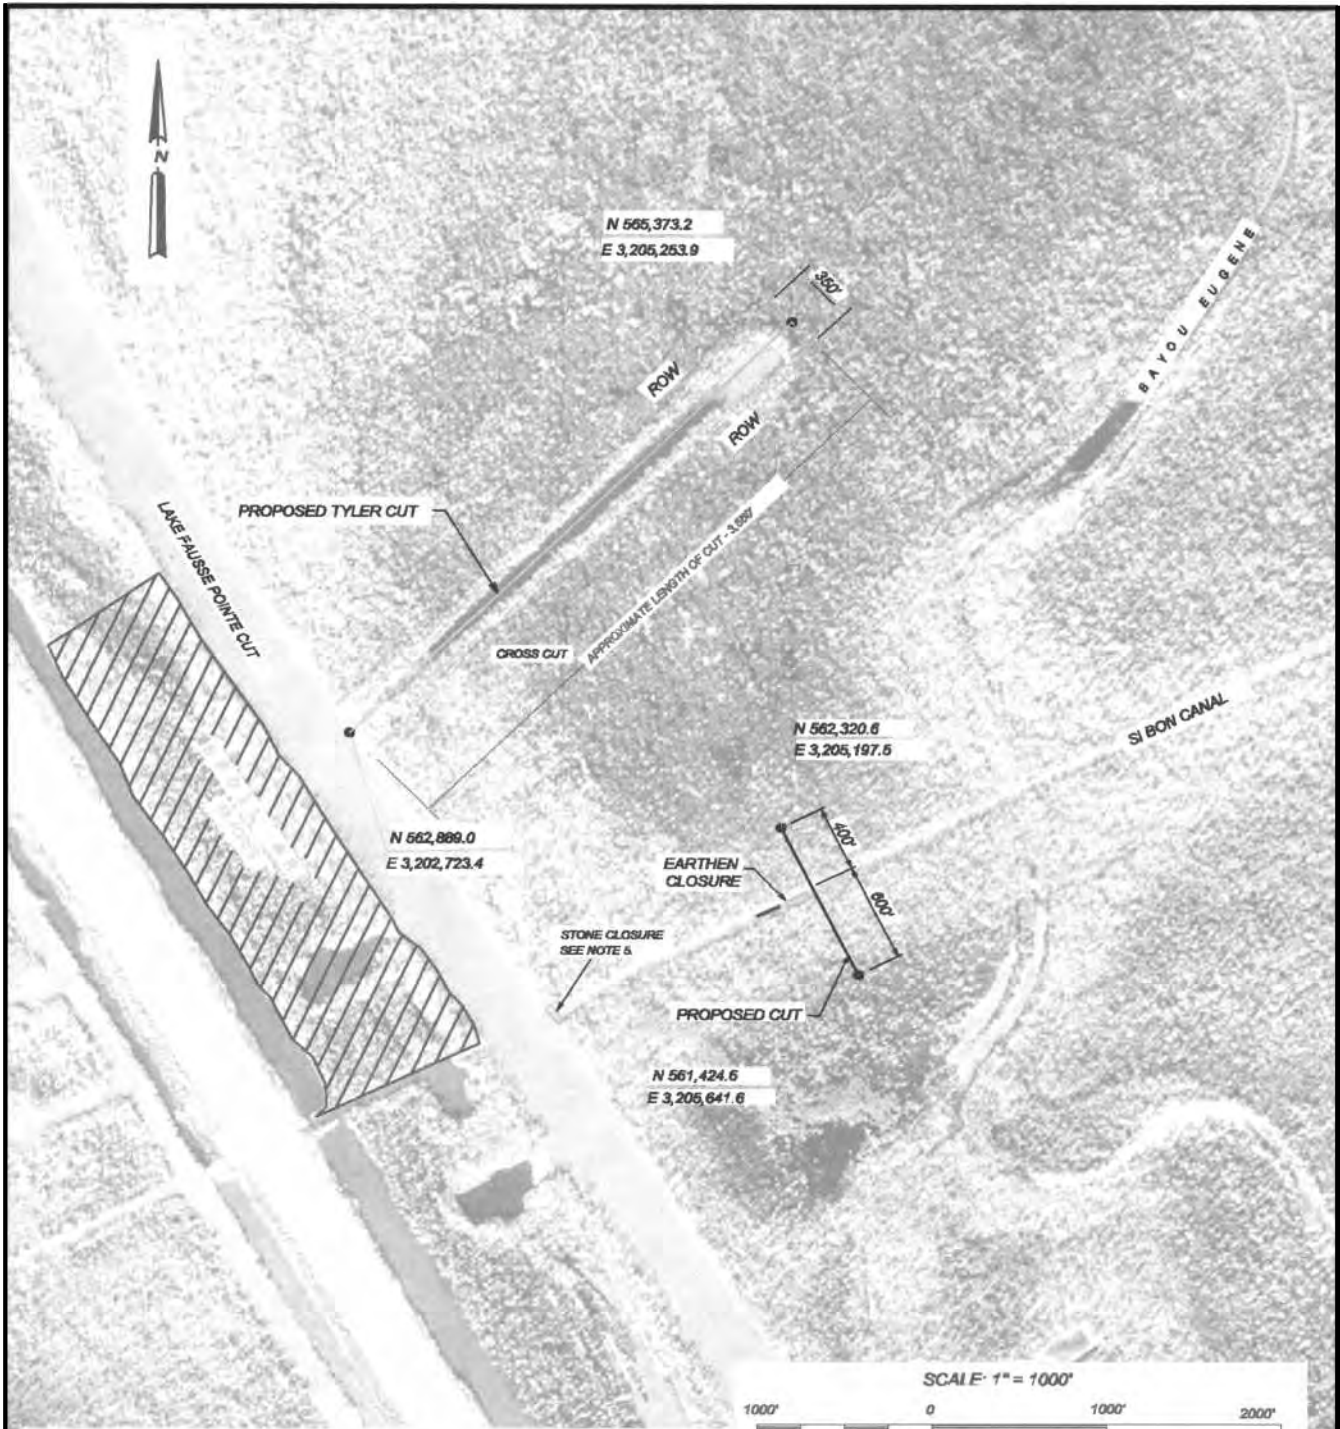 N
N 565,373.2
E 3,205,253.9
350'
BAYOU EUGENE
ROW
ROW
PROPOSED TYLER CUT
LAKE FAUSSE POINTE CUT
APPROXIMATE LENGTH OF CUT -
CROSS CUT
SI BON CANAL
N 562,320.6
E 3,205,197.5
N 562,889.0
E 3,202,723.4
400'
EARTHEN
CLOSURE
600'
STONE CLOSURE
SEE NOTE 5.
PROPOSED CUT
N 561,424.6
E 3,205,641.6
SCALE: 1" = 1000'
1000' 0 1000' 2000'